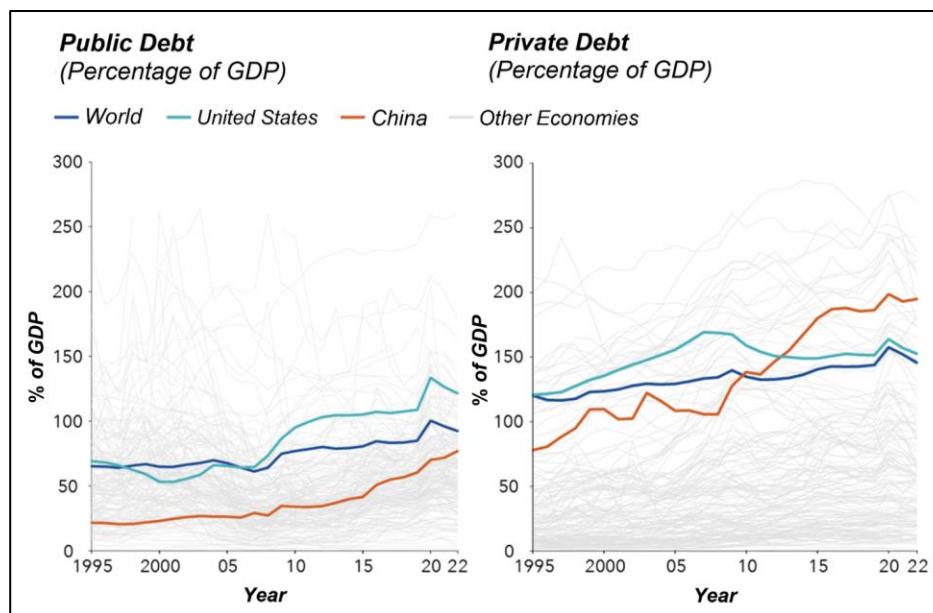 Public Debt
(Percentage of GDP)
Private Debt
(Percentage of GDP)
World United States China Other Economies
300
250
200
150
100
50
0
% of GDP
1995 2000 05 10 15 20 22
Year
300
250
200
150
100
50
0
% of GDP
1995 2000 05 10 15 20 22
Year